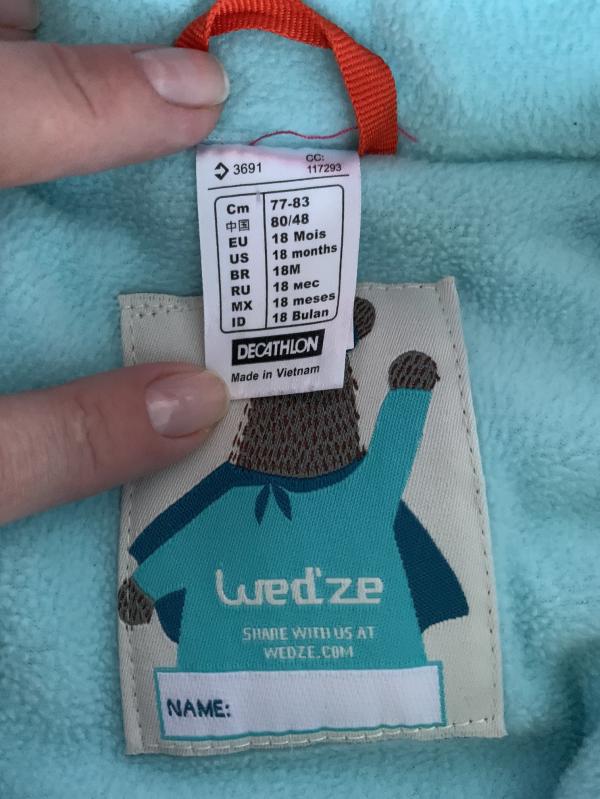 3691 CC: 117293
Cm 77-83
中国 80/48
EU 18 Mois
US 18 months
BR 18M
RU 18 мес
MX 18 meses
ID 18 Bulan
DECATHLON
Made in Vietnam
Wed'ze
SHARE WITH US AT
WEDZE.COM
NAME: